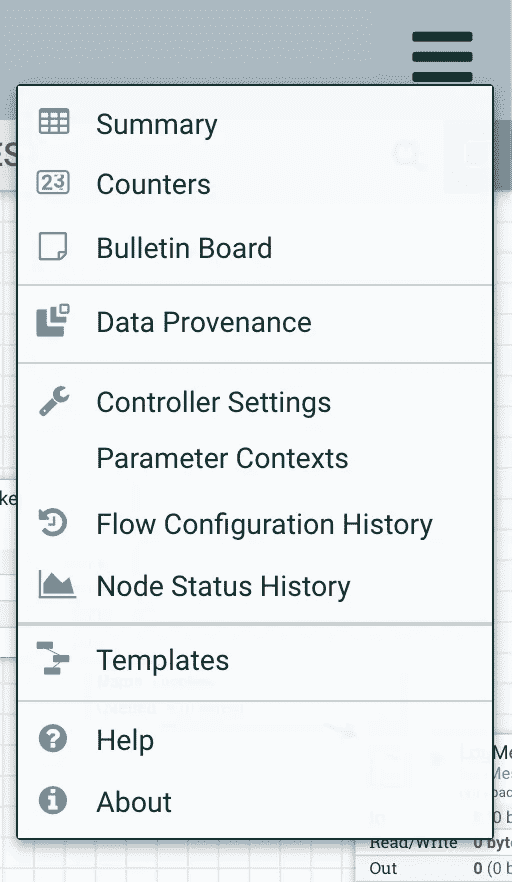 Summary
23
Counters
Bulletin Board
Data Provenance
Controller Settings
Parameter Contexts
Flow Configuration History
Node Status History
Templates
Help
About
Read/Write 0
Out 0 (0